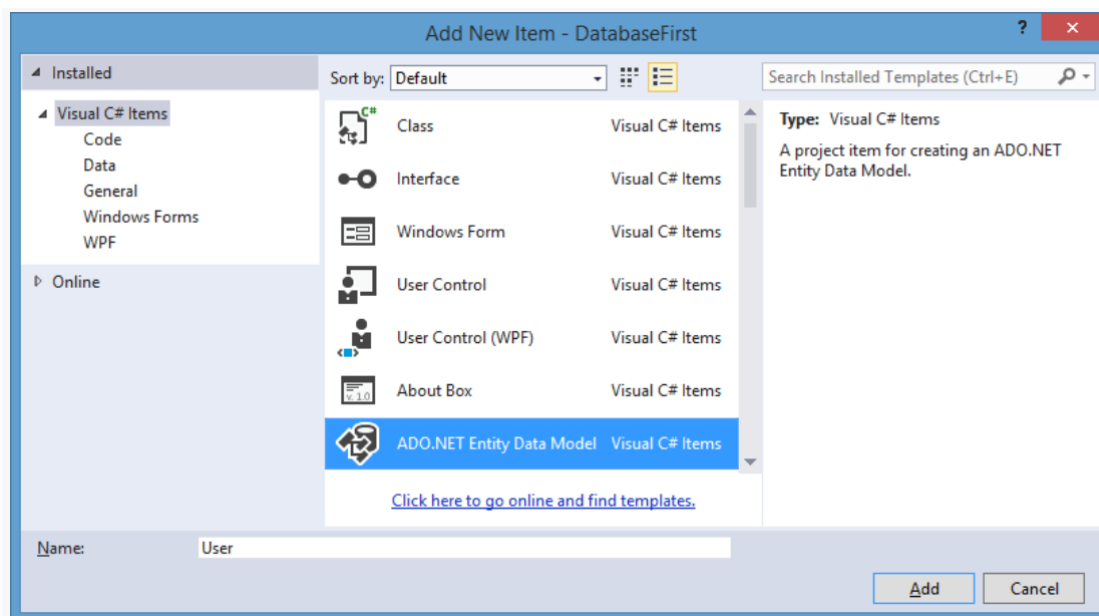 Add New Item - DatabaseFirst
?
Installed
Visual C# Items
Code
Data
General
Windows Forms
WPF
Online
Sort by: Default
Search Installed Templates (Ctrl+E)
C#
Class Visual C# Items
Interface Visual C# Items
Windows Form Visual C# Items
User Control Visual C# Items
User Control (WPF) Visual C# Items
v. 1.0
About Box Visual C# Items
ADO.NET Entity Data Model Visual C# Items
Click here to go online and find templates.
Type: Visual C# Items
A project item for creating an ADO.NET
Entity Data Model.
Name: User
Add Cancel